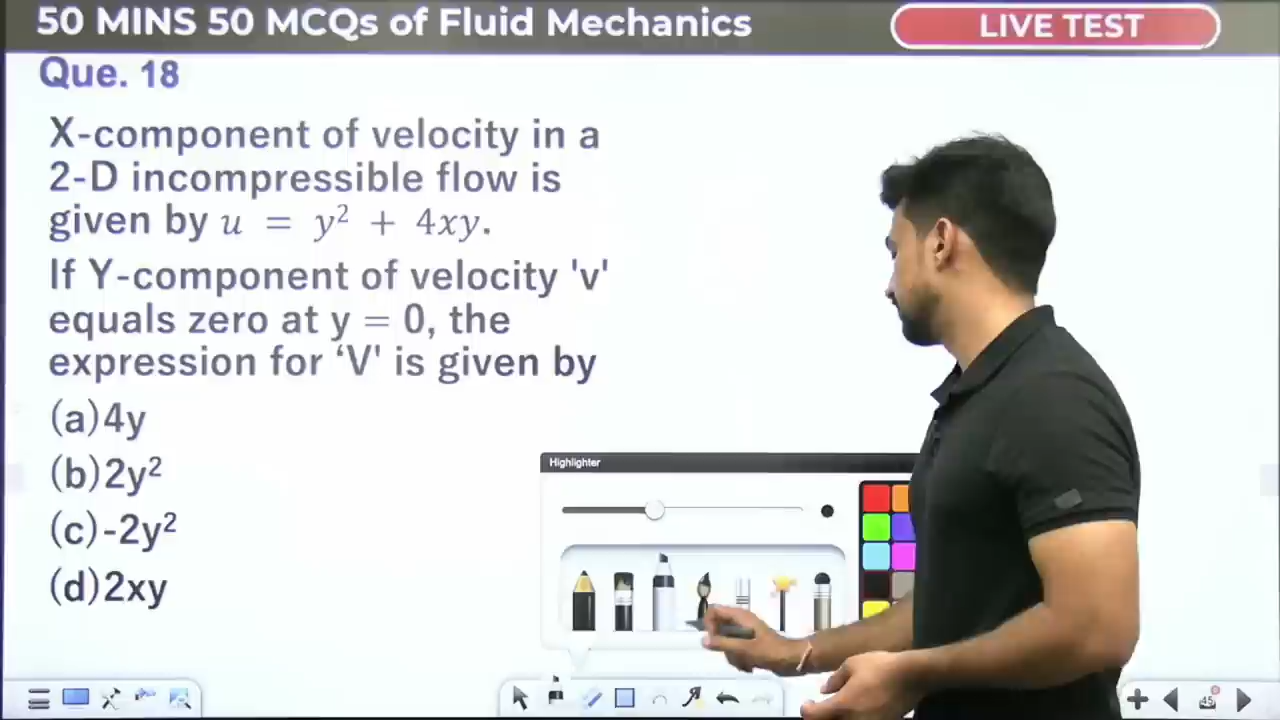 50 MINS 50 MCQs of Fluid Mechanics
LIVE TEST
Que. 18
X-component of velocity in a
2-D incompressible flow is
given by u = y² + 4xy.
If Y-component of velocity 'v'
equals zero at y = 0, the
expression for ‘V' is given by
(a)4y
(b)2y²
(c)-2y²
(d)2xy
Highlighter